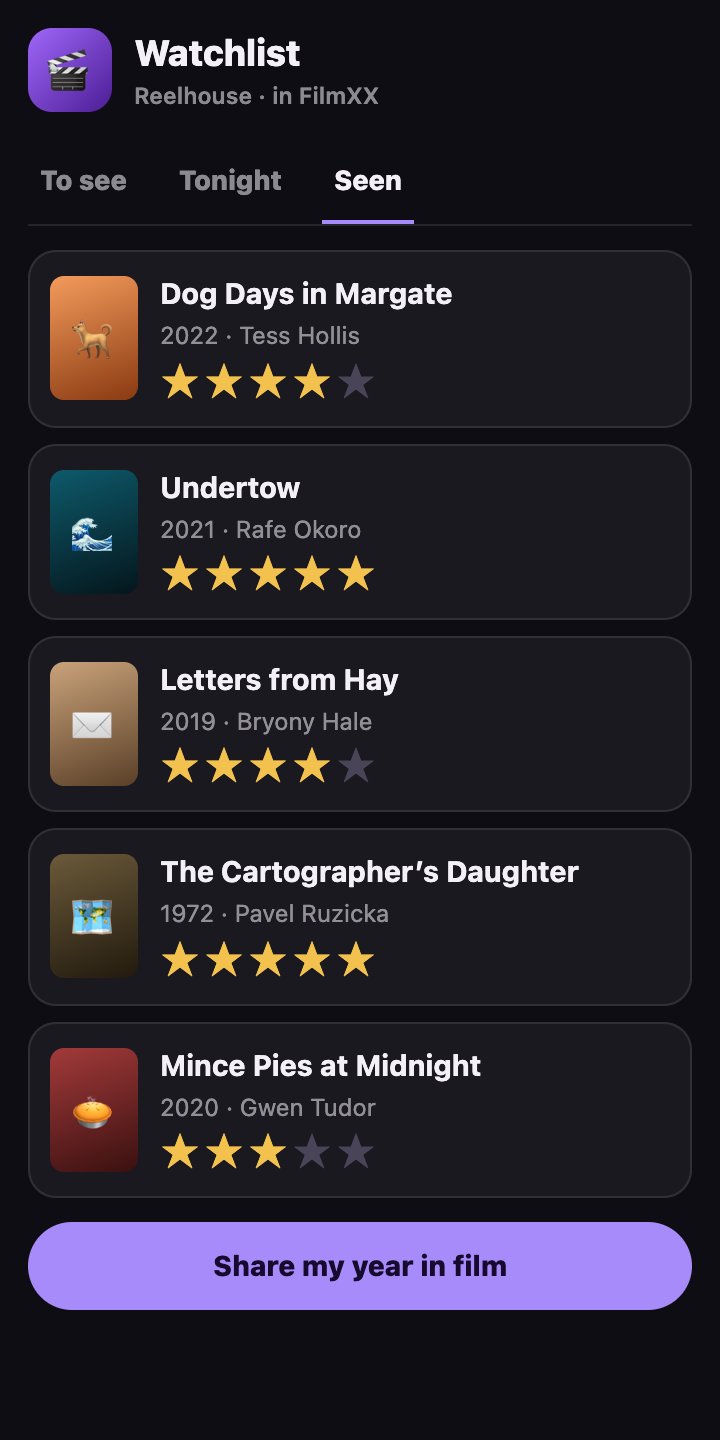 Watchlist
Reelhouse · in FilmXX
To see Tonight Seen
Dog Days in Margate
2022 · Tess Hollis
Undertow
2021 · Rafe Okoro
Letters from Hay
2019 · Bryony Hale
The Cartographer’s Daughter
1972 · Pavel Ruzicka
Mince Pies at Midnight
2020 · Gwen Tudor
Share my year in film